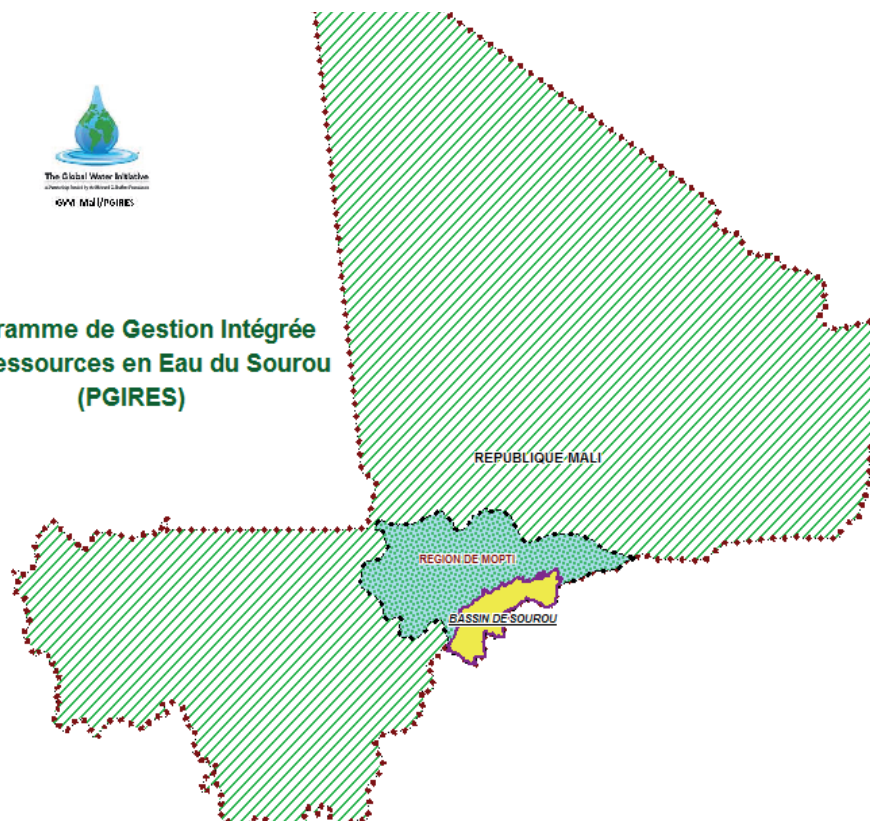 The Global Water Initiative
GWI Mali/PGIRES
ramme de Gestion Intégrée
essources en Eau du Sourou
(PGIRES)
REPUBLIQUE MALI
REGION DE MOPTI
BASSIN DE SOUROU